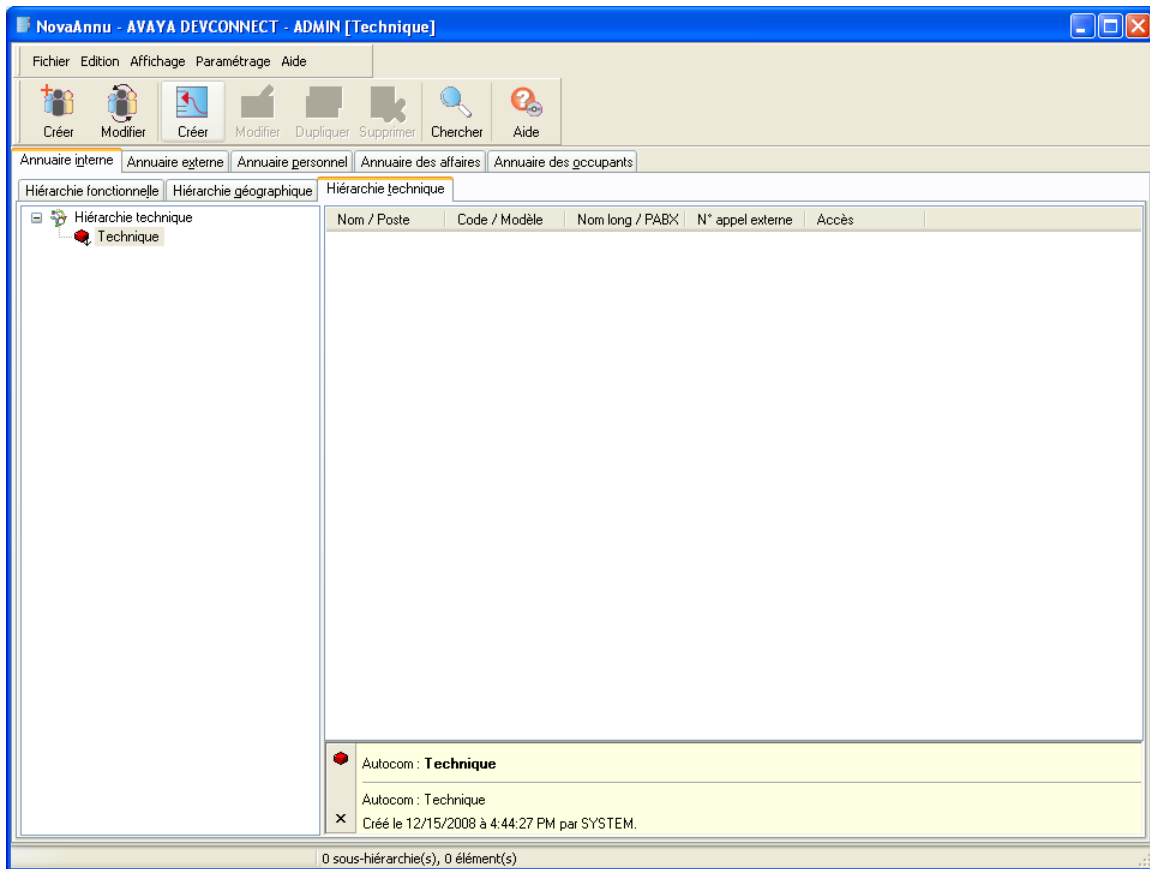 NovaAnnu - AVAYA DEVCONNECT - ADMIN [Technique]
Fichier Edition Affichage Paramétrage Aide
Créer Modifier Créer Modifier Dupliquer Supprimer Chercher Aide
Annuaire interne Annuaire externe Annuaire personnel Annuaire des affaires Annuaire des occupants
Hiérarchie fonctionnelle Hiérarchie géographique Hiérarchie technique
Hiérarchie technique
Technique
Nom / Poste Code / Modèle Nom long / PABX N° appel externe Accès
Autocom : Technique
Autocom : Technique
Créé le 12/15/2008 à 4:44:27 PM par SYSTEM.
0 sous-hiérarchie(s), 0 élément(s)